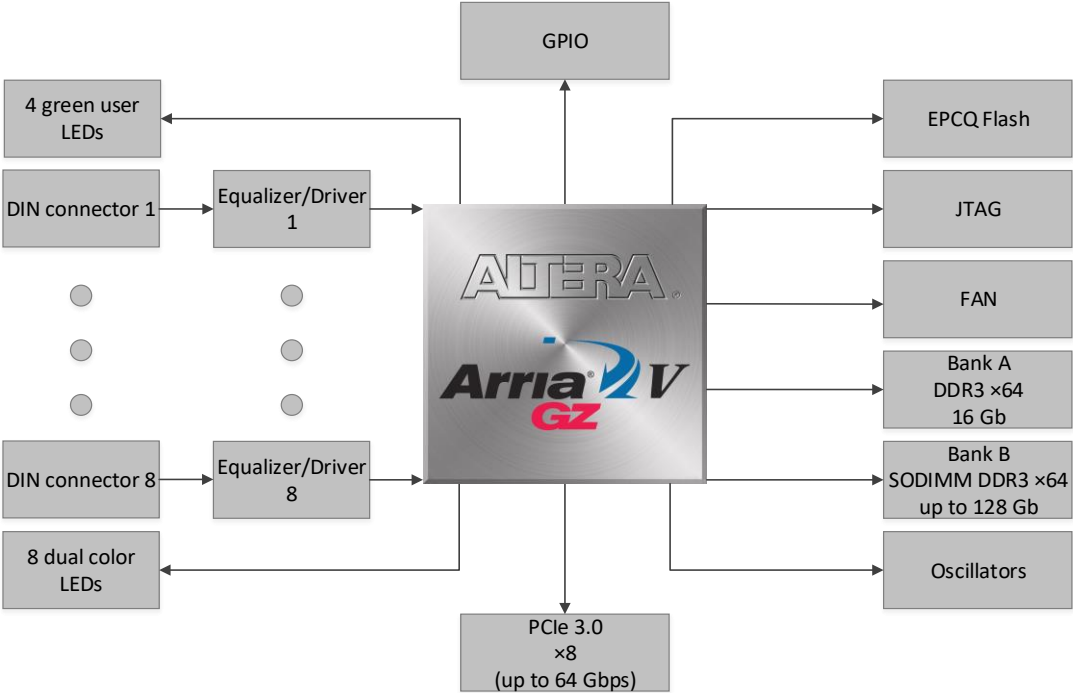 GPIO
4 green user
LEDs
EPCQ Flash
DIN connector 1
Equalizer/Driver
1
JTAG
ALTERA®
FAN
Arria® V
GZ
Bank A
DDR3 ×64
16 Gb
DIN connector 8
Equalizer/Driver
8
Bank B
SODIMM DDR3 ×64
up to 128 Gb
8 dual color
LEDs
Oscillators
PCIe 3.0
×8
(up to 64 Gbps)